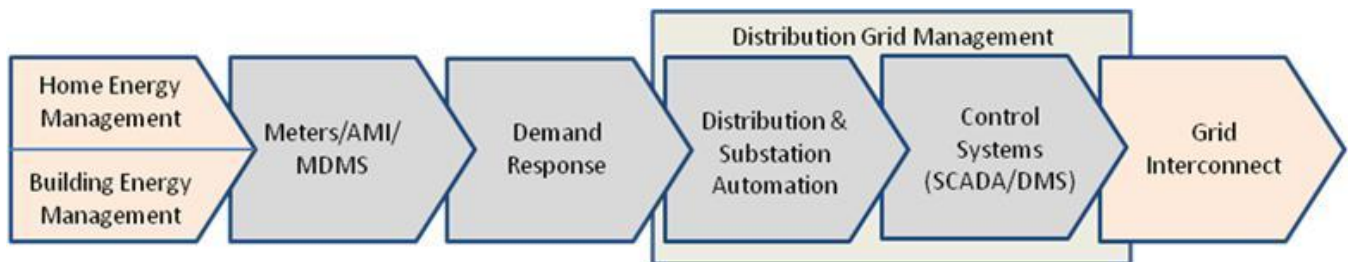 Distribution Grid Management
Home Energy
Management
Building Energy
Management
Meters/AMI/
MDMS
Demand
Response
Distribution &
Substation
Automation
Control
Systems
(SCADA/DMS)
Grid
Interconnect